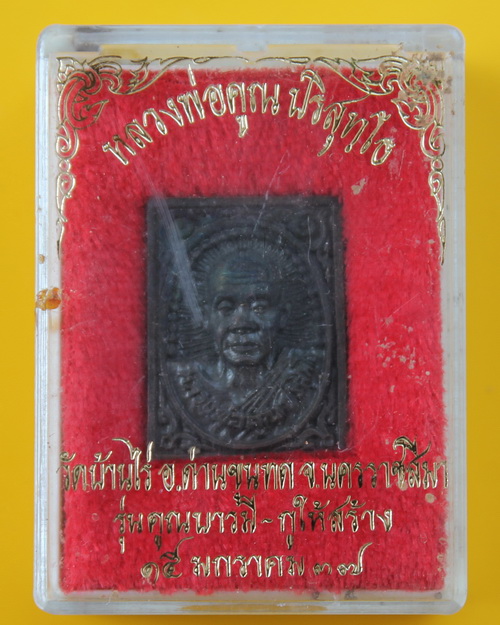 หลวงพ่อคูณ ปริสุทโธ
วัดบ้านไร่ อ.ด่านขุนทด จ.นครราชสีมา
รุ่นคูณบารมี-กูให้สร้าง
๑๕ มกราคม ๓๗